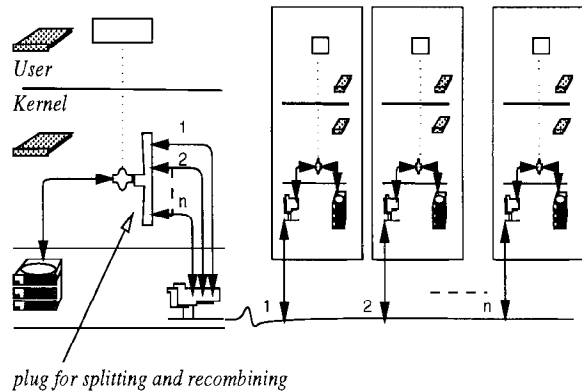 User
Kernel
1
2
n
1
2
n
plug for splitting and recombining